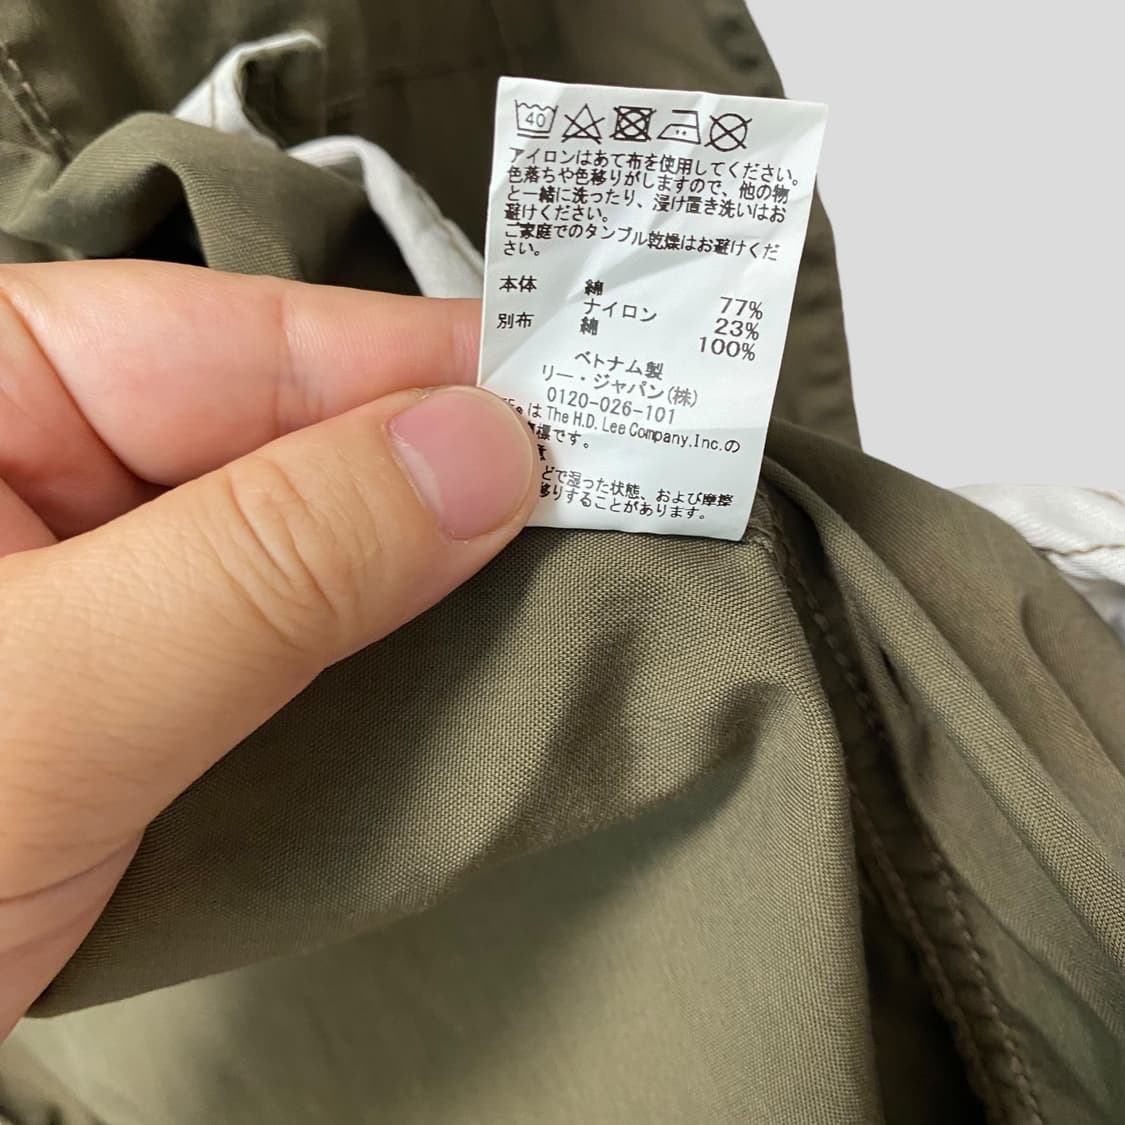 40
アイロンはあて布を使用してください。
色落ちや色移りがしますので、他の物
と一緒に洗ったり、浸け置き洗いはお
避けください。
ご家庭でのタンブル乾燥はお避けくだ
さい。
本体 綿 77%
ナイロン 23%
別布 綿 100%
ベトナム製
リー・ジャパン(株)
0120-026-101
は The H.D. Lee Company, Inc.の
標です。
どで湿った状態、および摩擦
移りすることがあります。